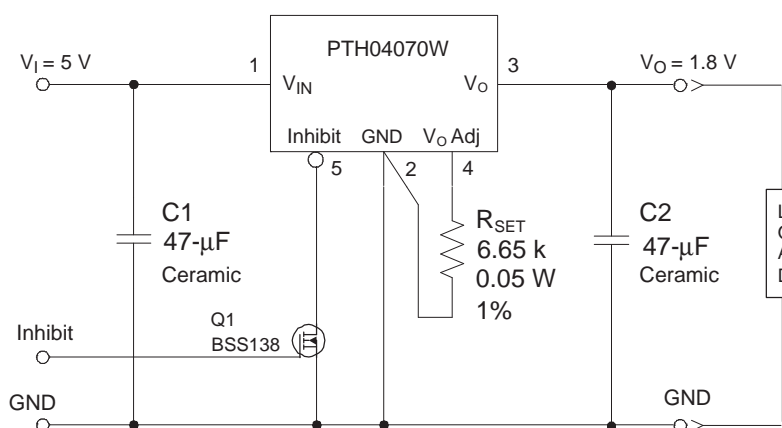 PTH04070W
V_I = 5 V
1
V_IN
V_O
3
V_O = 1.8 V
Inhibit
GND
V_O Adj
5
2
4
C1
47-μF
Ceramic
R_SET
6.65 k
0.05 W
1%
C2
47-μF
Ceramic
L
O
A
D
Q1
BSS138
Inhibit
GND
GND